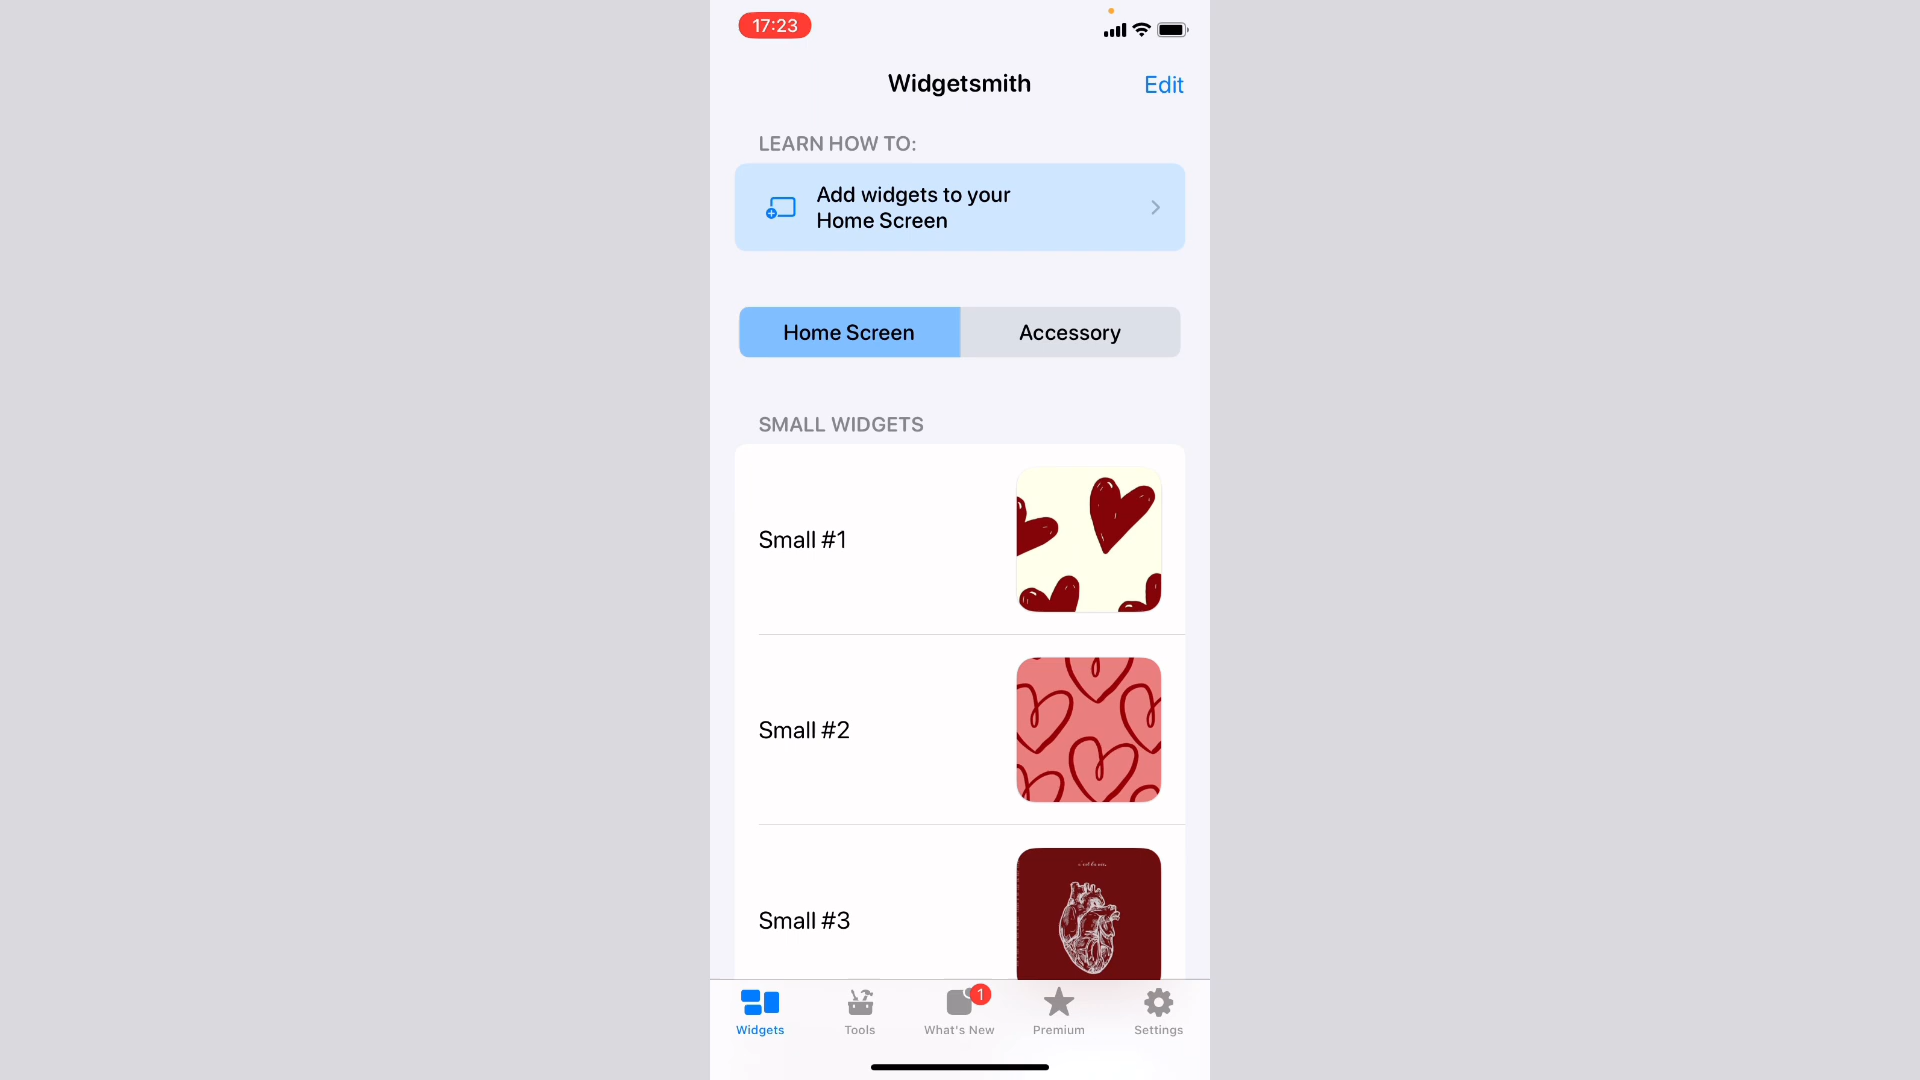 17:23
Widgetsmith
Edit
LEARN HOW TO:
Add widgets to your
Home Screen
Home Screen
Accessory
SMALL WIDGETS
Small #1
Small #2
Small #3
1
Widgets
Tools
What's New
Premium
Settings